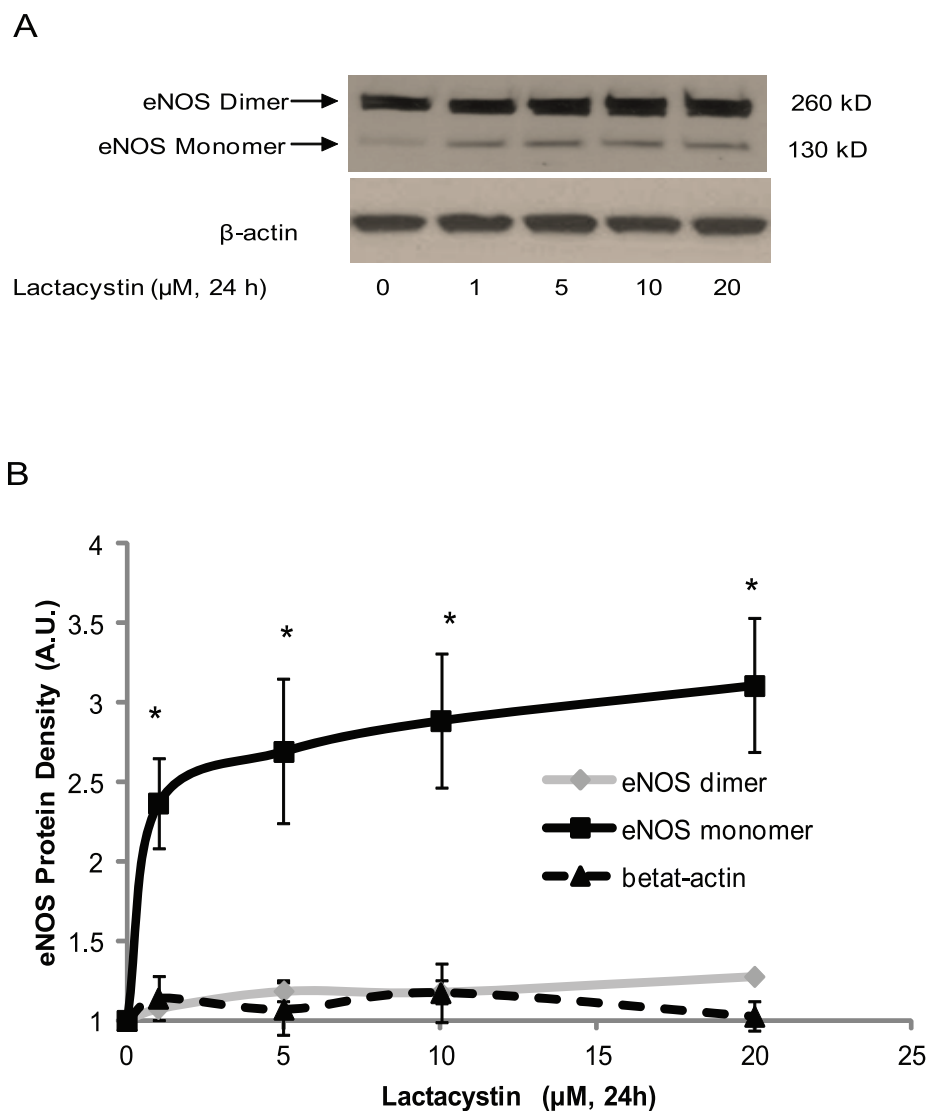 A
eNOS Dimer 260 kD
eNOS Monomer 130 kD
β-actin
Lactacystin (µM, 24 h) 0 1 5 10 20
B
4
3.5
3
2.5
2
1.5
1
eNOS Protein Density (A.U.)
* * * *
eNOS dimer
eNOS monomer
betat-actin
0 5 10 15 20 25
Lactacystin (µM, 24h)